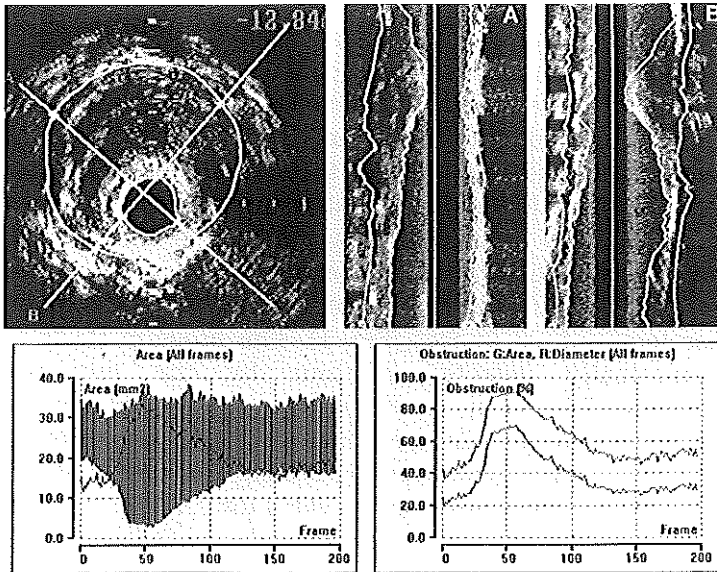 -12.84
A
B
B
Area (All frames)
40.0
30.0
20.0
10.0
0.0
Area (mm2)
Frame
0
50
100
150
200
Obstruction: G:Area, R:Diameter (All frames)
100.0
80.0
60.0
40.0
20.0
0.0
Obstruction (%)
Frame
0
50
100
150
200